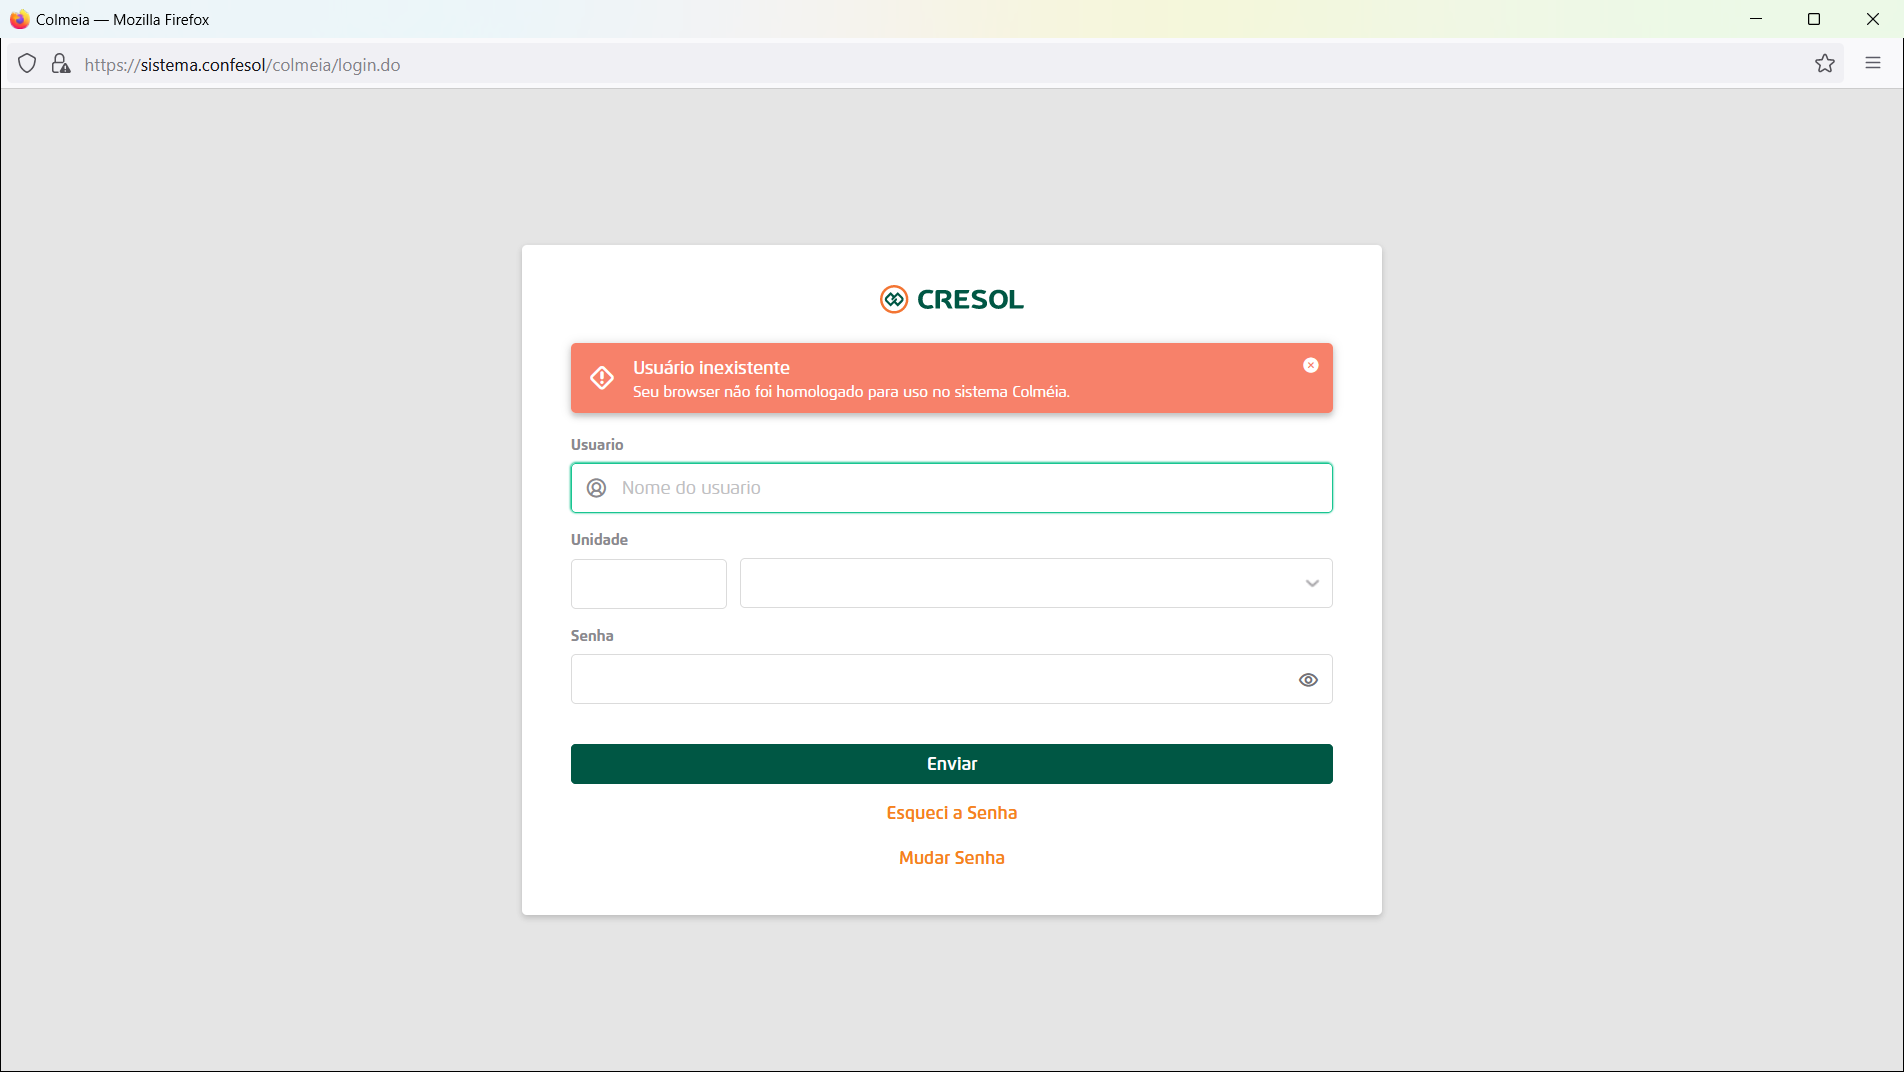 Colmeia — Mozilla Firefox
https://sistema.confesol/colmeia/login.do
CRESOL
Usuário inexistente
Seu browser não foi homologado para uso no sistema Colméia.
Usuario
Nome do usuario
Unidade
Senha
Enviar
Esqueci a Senha
Mudar Senha